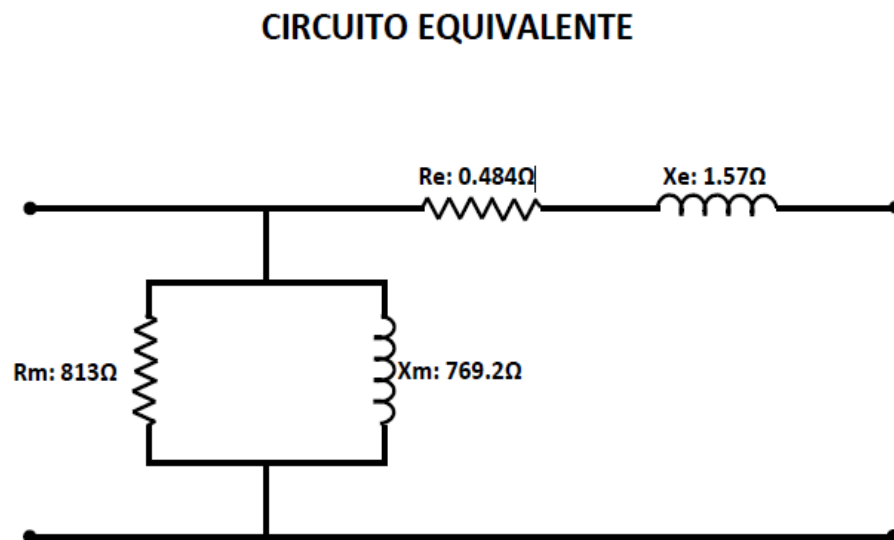 CIRCUITO EQUIVALENTE
Re: 0.484Ω
Xe: 1.57Ω
Rm: 813Ω
Xm: 769.2Ω